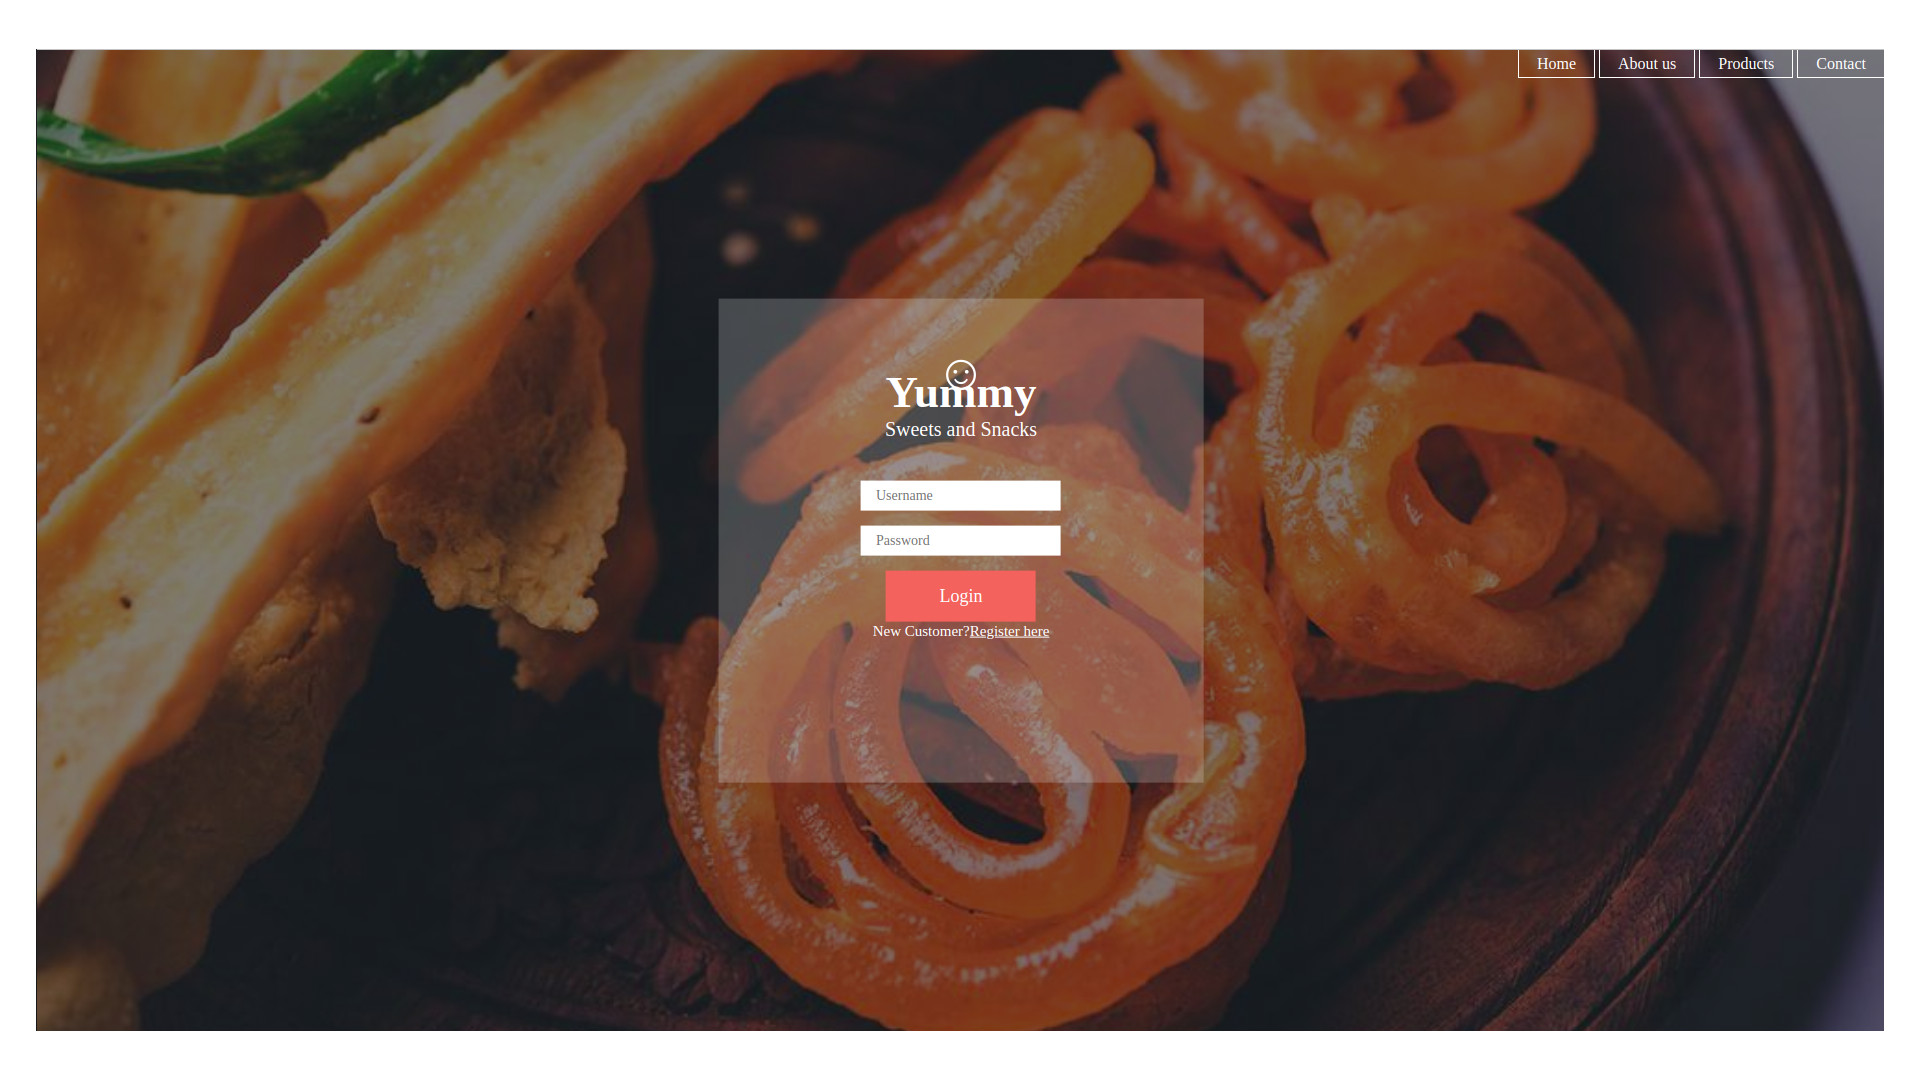 Home About us Products Contact
Yummy
Sweets and Snacks
Username
Password
Login
New Customer?Register here